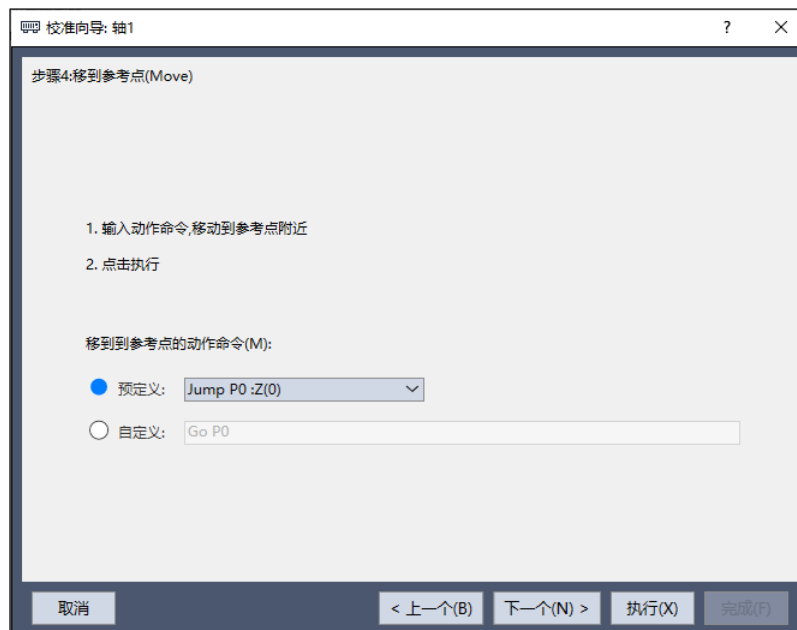 校准向导: 轴1
?
步骤4:移到参考点(Move)
1. 输入动作命令,移动到参考点附近
2. 点击执行
移到到参考点的动作命令(M):
预定义: Jump P0 :Z(0)
自定义: Go P0
取消 < 上一个(B) 下一个(N) > 执行(X) 完成(F)